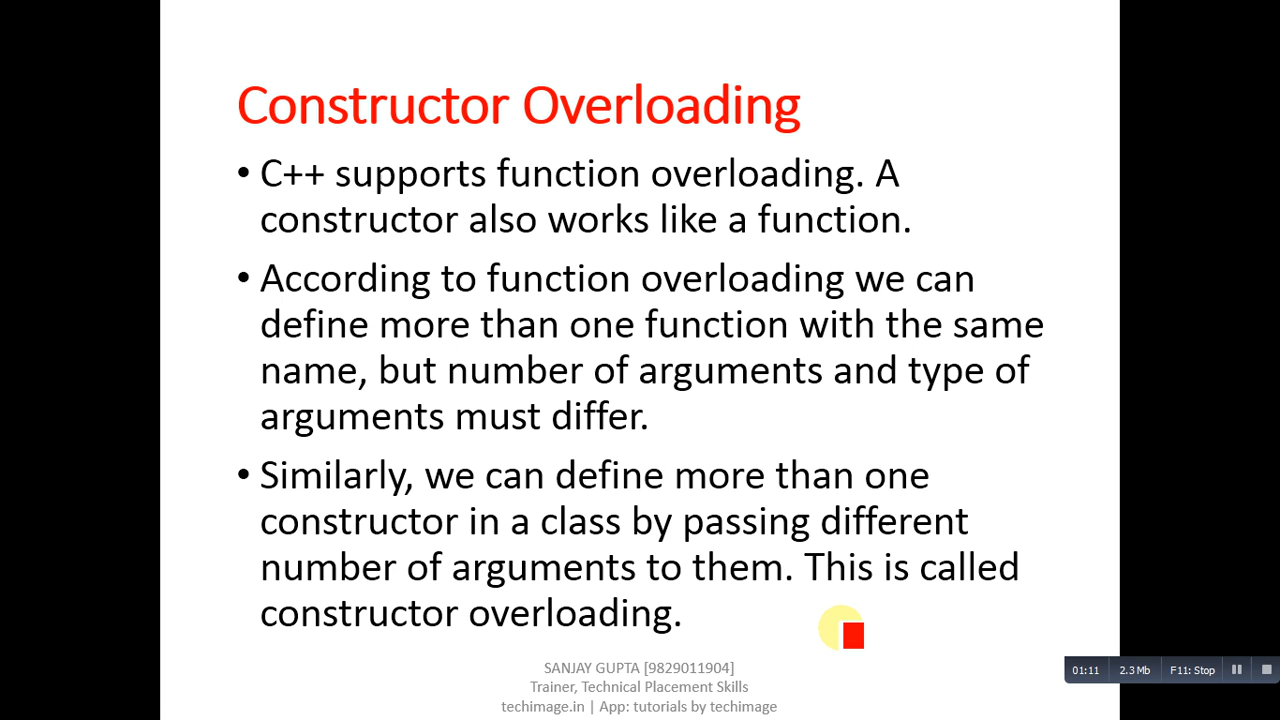 Constructor Overloading
• C++ supports function overloading. A
constructor also works like a function.
• According to function overloading we can
define more than one function with the same
name, but number of arguments and type of
arguments must differ.
• Similarly, we can define more than one
constructor in a class by passing different
number of arguments to them. This is called
constructor overloading.
SANJAY GUPTA [9829011904]
Trainer, Technical Placement Skills
techimage.in | App: tutorials by techimage
01:11 2.3 Mb F11: Stop